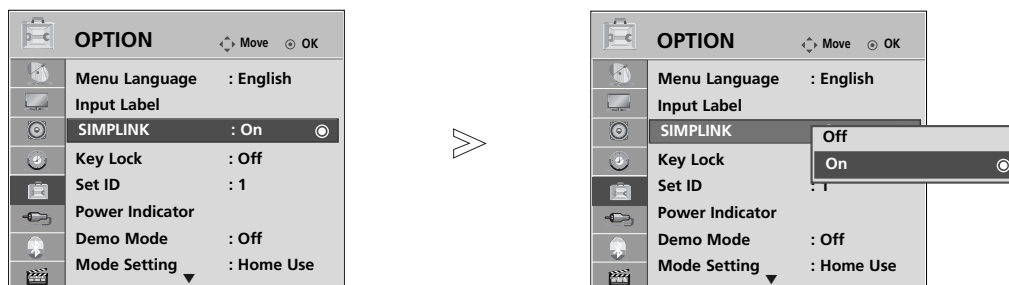 OPTION Move OK
Menu Language : English
Input Label
SIMPLINK : On
Key Lock : Off
Set ID : 1
Power Indicator
Demo Mode : Off
Mode Setting : Home Use
OPTION Move OK
Menu Language : English
Input Label
SIMPLINK
Off
Key Lock
On
Set ID : 1
Power Indicator
Demo Mode : Off
Mode Setting : Home Use